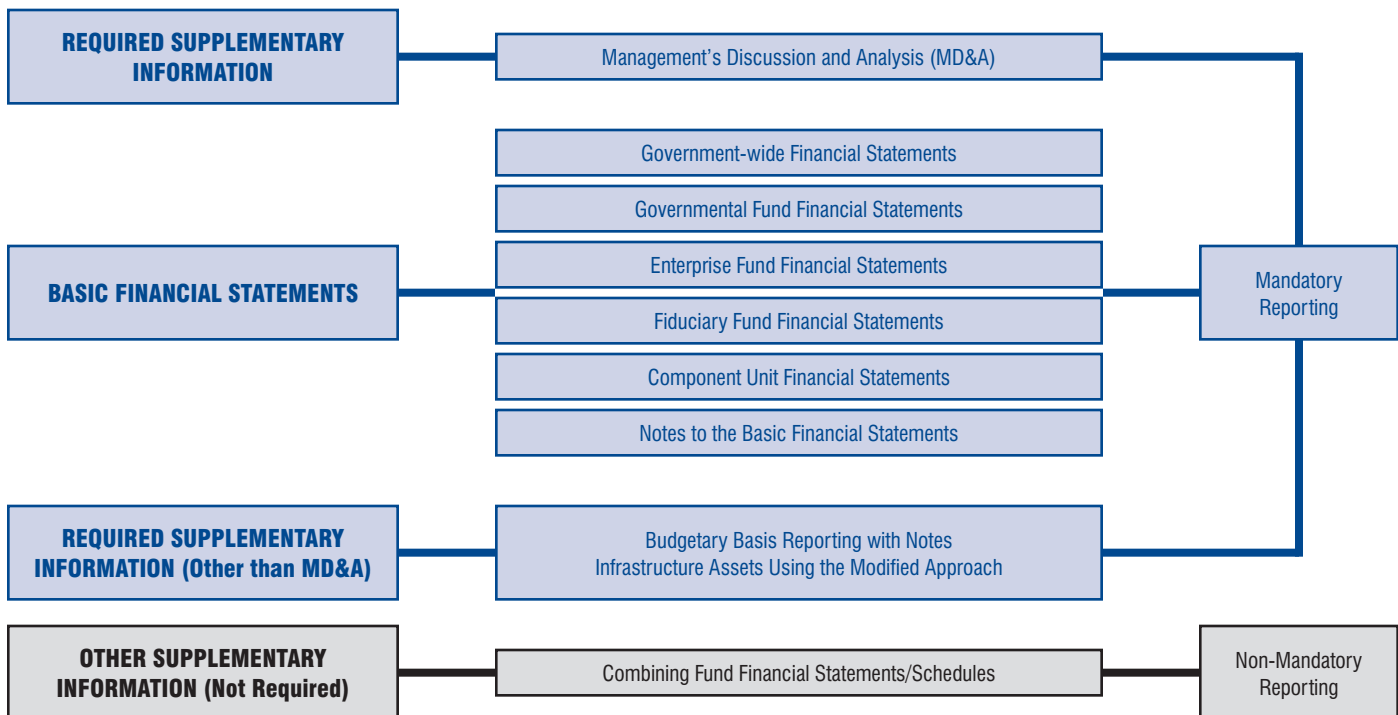 REQUIRED SUPPLEMENTARY
INFORMATION
Management’s Discussion and Analysis (MD&A)
Government-wide Financial Statements
Governmental Fund Financial Statements
BASIC FINANCIAL STATEMENTS
Enterprise Fund Financial Statements
Fiduciary Fund Financial Statements
Component Unit Financial Statements
Notes to the Basic Financial Statements
Mandatory
Reporting
REQUIRED SUPPLEMENTARY
INFORMATION (Other than MD&A)
Budgetary Basis Reporting with Notes
Infrastructure Assets Using the Modified Approach
OTHER SUPPLEMENTARY
INFORMATION (Not Required)
Combining Fund Financial Statements/Schedules
Non-Mandatory
Reporting